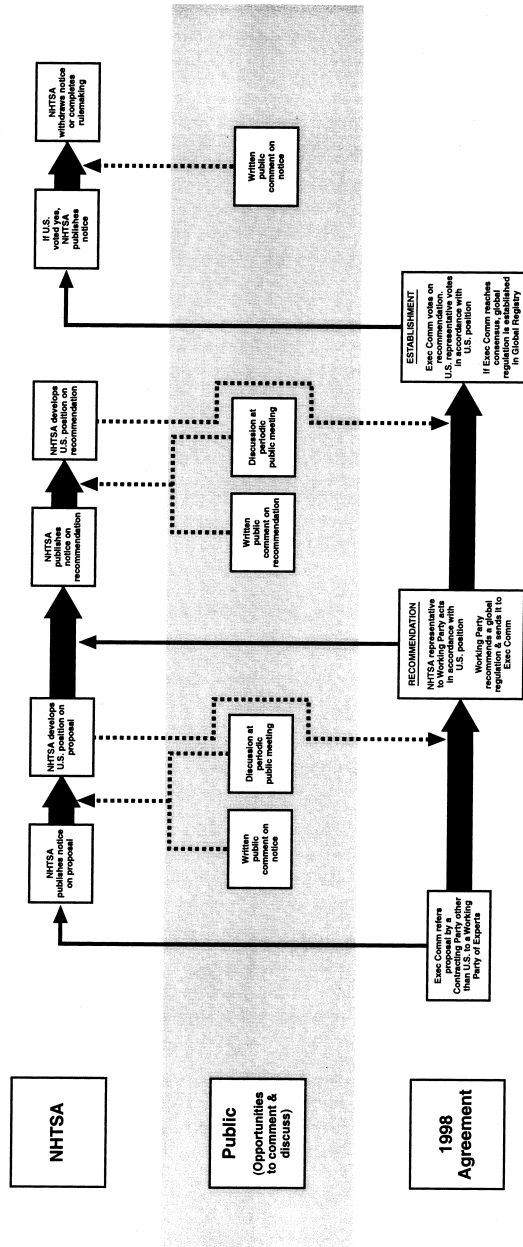 NHTSA
NHTSA
publishes notice
on proposal
NHTSA develops
U.S. position on
proposal
NHTSA
publishes
notice on
recommendation
NHTSA develops
U.S. position on
recommendation
If U.S.
voted yes,
NHTSA
publishes
notice
NHTSA
withdraws notice
or completes
rulemaking
Public
(Opportunities
to comment &
discuss)
Written
public
comment on
notice
Discussion at
periodic
public meeting
Written
public
comment on
recommendation
Discussion at
periodic
public meeting
Written
public
comment on
notice
1998
Agreement
Exec Comm refers
proposal by a
Contracting Party other
than U.S. to a Working
Party of Experts
RECOMMENDATION
NHTSA representative
to Working Party acts
in accordance with
U.S. position
Working Party
recommends a global
regulation & sends it to
Exec Comm
ESTABLISHMENT
Exec Comm votes on
recommendation.
U.S. representative votes
in accordance with
U.S. position
If Exec Comm reaches
consensus, global
regulation is established
in Global Registry